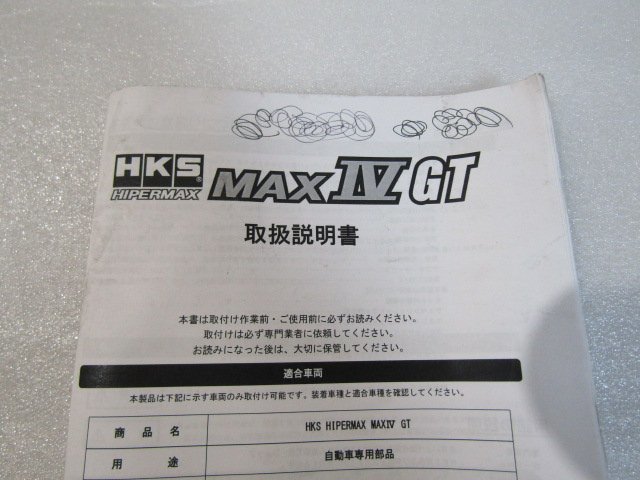 HKS® MAX IV GT
HIPERMAX
取扱説明書
本書は取付け作業前・ご使用前に必ずお読みください。
取付けは必ず専門業者に依頼してください。
お読みになった後は、大切に保管してください。
適合車両
本製品は下記に示す車両のみ取付け可能です。装着車種と適合車種を確認してください。
商品名 HKS HIPERMAX MAXⅣ GT
用途 自動車専用部品